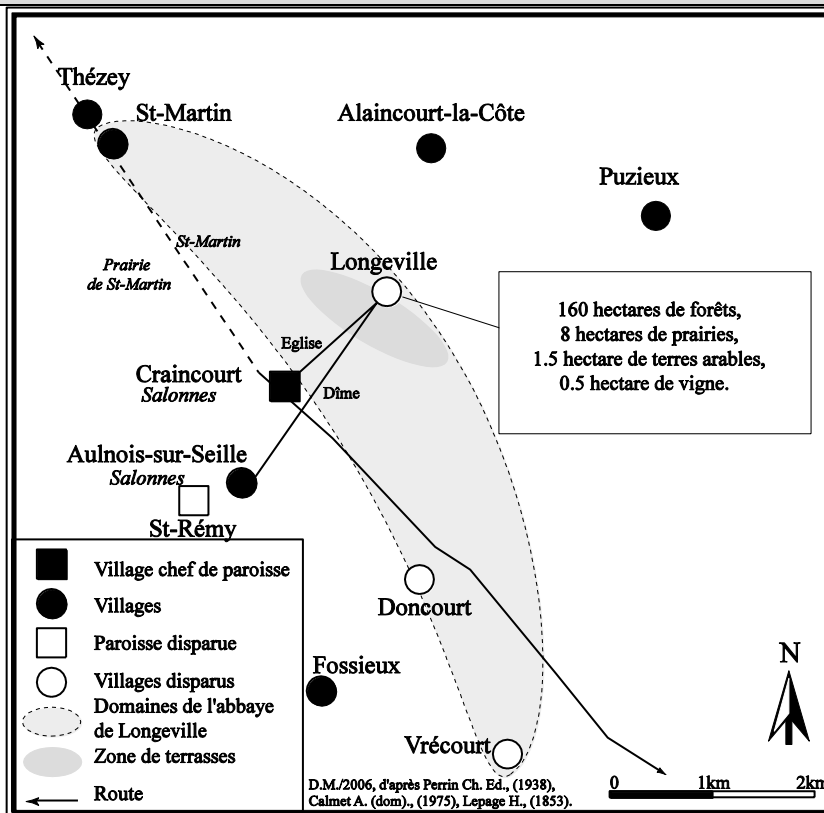 Thézey
St-Martin
Alaincourt-la-Côte
Puzieux
St-Martin
Prairie
de St-Martin
Longeville
160 hectares de forêts,
8 hectares de prairies,
1.5 hectare de terres arables,
0.5 hectare de vigne.
Eglise
Craincourt
Salonnes
Dîme
Aulnois-sur-Seille
Salonnes
St-Rémy
Doncourt
Fossieux
Vrécourt
Village chef de paroisse
Villages
Paroisse disparue
Villages disparus
Domaines de l'abbaye
de Longeville
Zone de terrasses
Route
D.M./2006, d'après Perrin Ch. Ed., (1938),
Calmet A. (dom)., (1975), Lepage H., (1853).
N
0 1km 2km